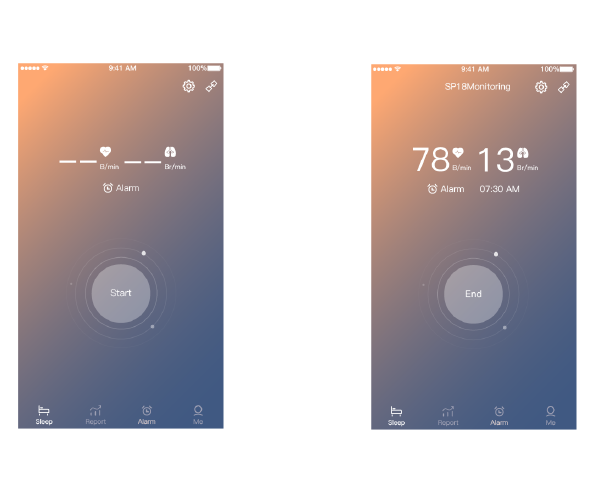 9:41 AM 100%
B/min Br/min
Alarm
Start
Sleep Report Alarm Me
9:41 AM 100%
SP18Monitoring
78 B/min 13 Br/min
Alarm 07:30 AM
End
Sleep Report Alarm Me